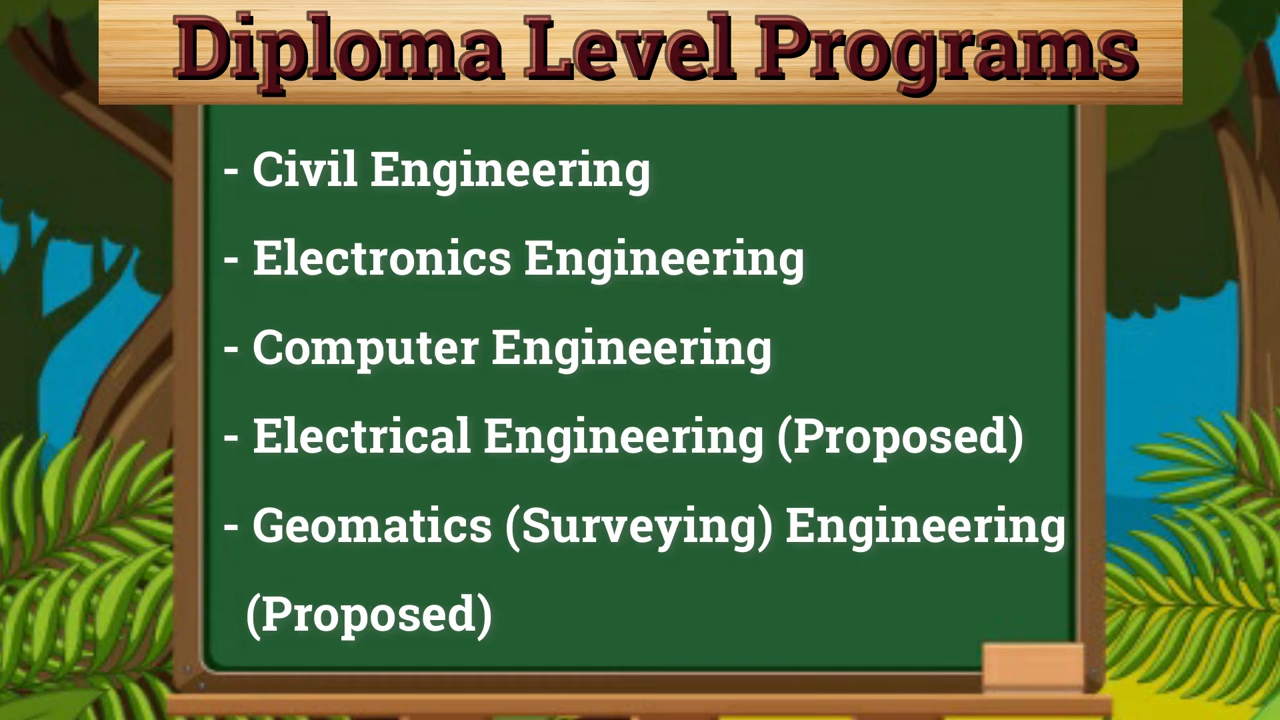 Diploma Level Programs
- Civil Engineering
- Electronics Engineering
- Computer Engineering
- Electrical Engineering (Proposed)
- Geomatics (Surveying) Engineering
(Proposed)